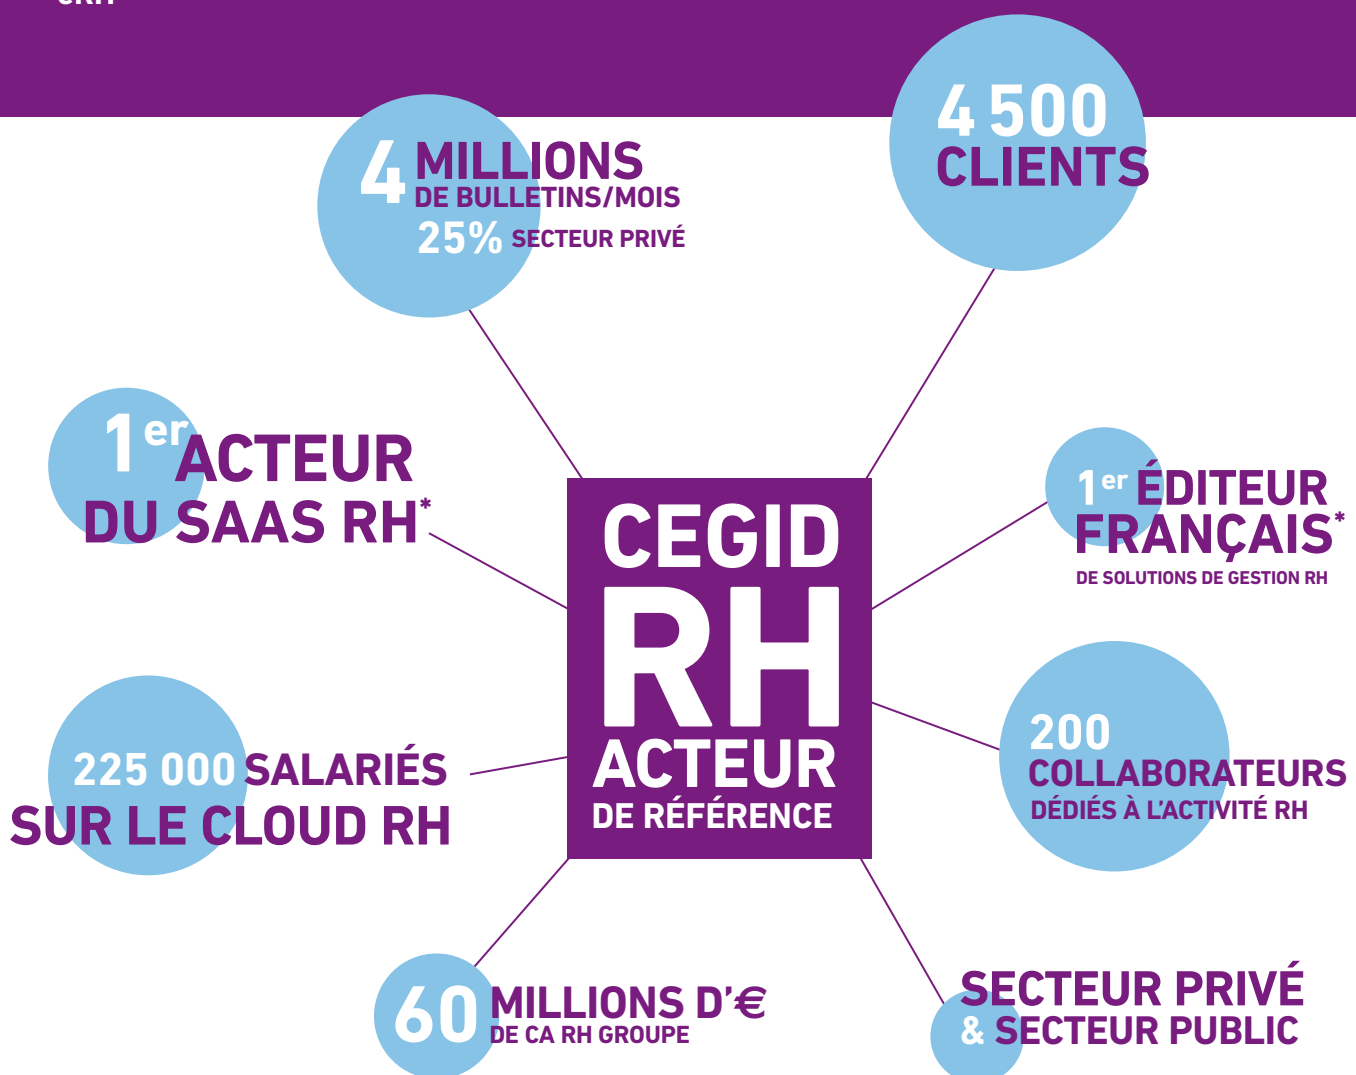 eRH
4 MILLIONS
DE BULLETINS/MOIS
25% SECTEUR PRIVÉ
4 500
CLIENTS
1er ACTEUR
DU SAAS RH*
1er ÉDITEUR
FRANÇAIS*
DE SOLUTIONS DE GESTION RH
CEGID
RH
ACTEUR
DE RÉFÉRENCE
225 000 SALARIÉS
SUR LE CLOUD RH
200
COLLABORATEURS
DÉDIÉS À L'ACTIVITÉ RH
60 MILLIONS D'€
DE CA RH GROUPE
SECTEUR PRIVÉ
& SECTEUR PUBLIC